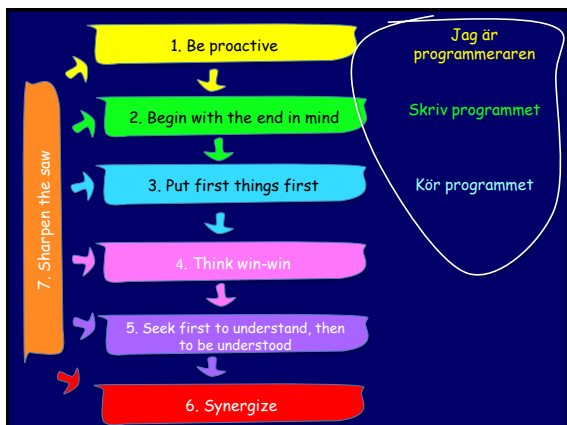 1. Be proactive
Jag är
programmeraren
2. Begin with the end in mind
Skriv programmet
3. Put first things first
Kör programmet
4. Think win-win
5. Seek first to understand, then
to be understood
6. Synergize
7. Sharpen the saw